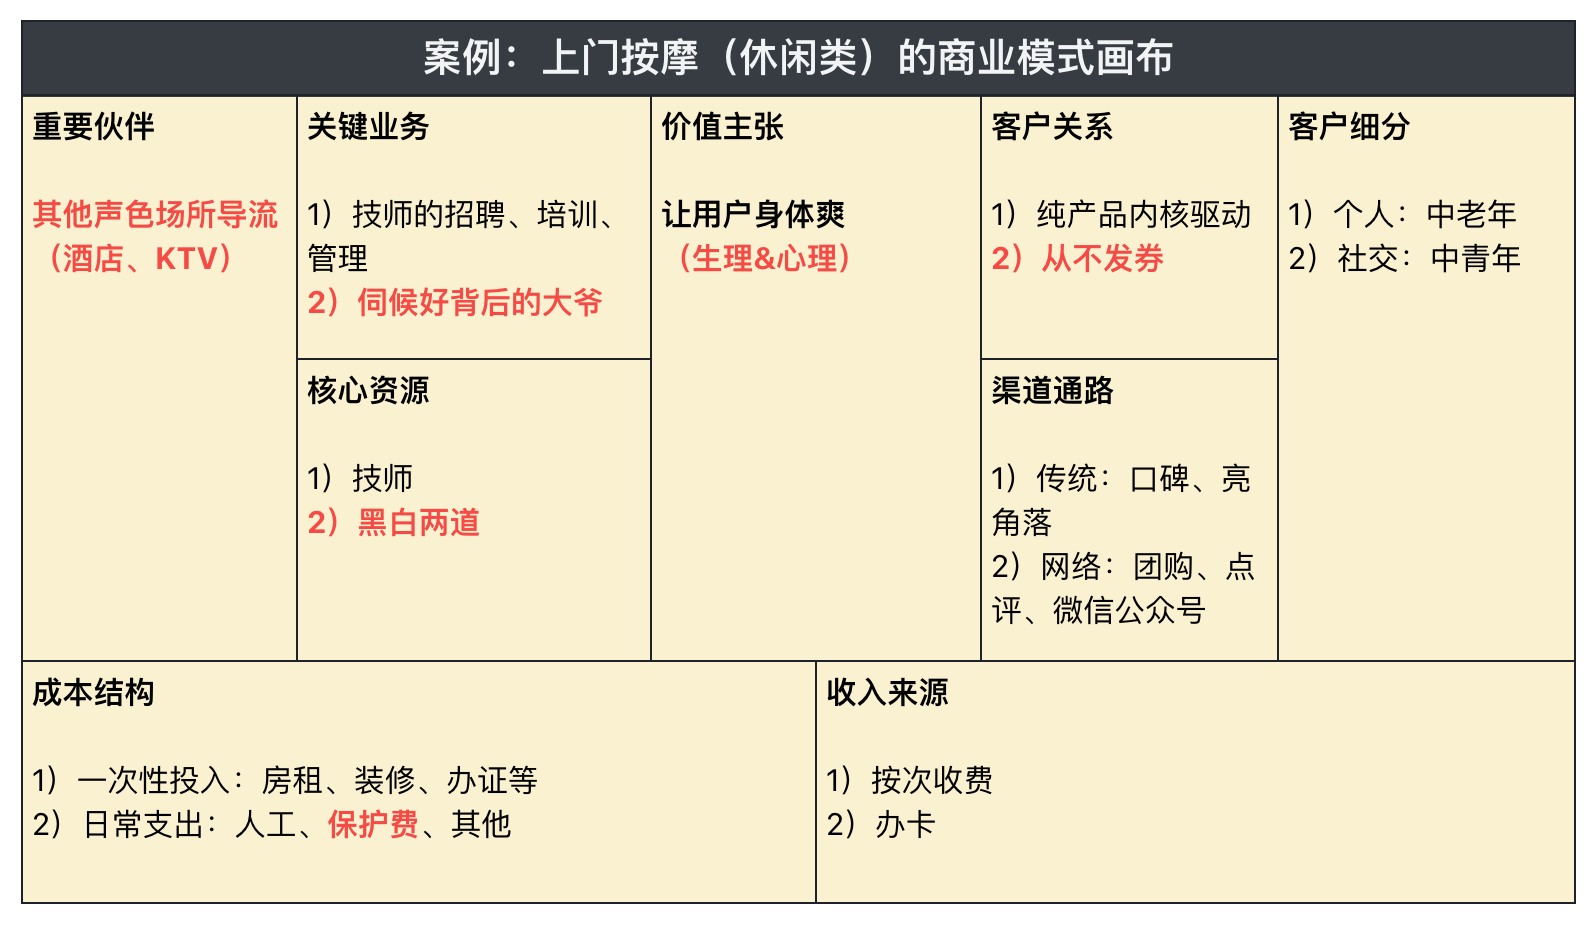 案例：上门按摩（休闲类）的商业模式画布
重要伙伴
其他声色场所导流
（酒店、KTV）
关键业务
1）技师的招聘、培训、
管理
2）伺候好背后的大爷
核心资源
1）技师
2）黑白两道
价值主张
让用户身体爽
（生理&心理）
客户关系
1）纯产品内核驱动
2）从不发券
渠道通路
1）传统：口碑、亮
角落
2）网络：团购、点
评、微信公众号
客户细分
1）个人：中老年
2）社交：中青年
成本结构
1）一次性投入：房租、装修、办证等
2）日常支出：人工、保护费、其他
收入来源
1）按次收费
2）办卡